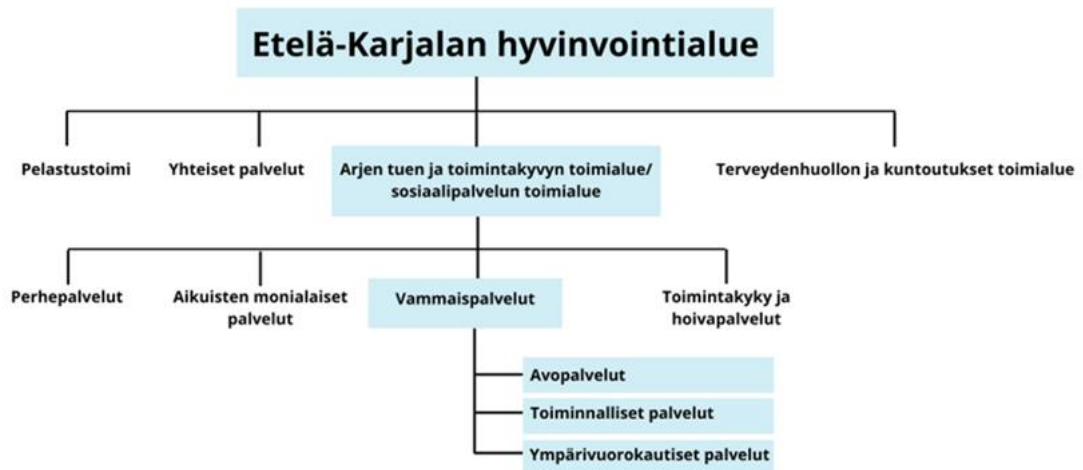 Etelä-Karjalan hyvinvointialue
Pelastustoimi
Yhteiset palvelut
Arjen tuen ja toimintakyvyn toimialue/
sosiaalipalvelun toimialue
Terveydenhuollon ja kuntoutukset toimialue
Perhepalvelut
Aikuisten monialaiset
palvelut
Vammaispalvelut
Toimintakyky ja
hoivapalvelut
Avopalvelut
Toiminnalliset palvelut
Ympärivuorokautiset palvelut